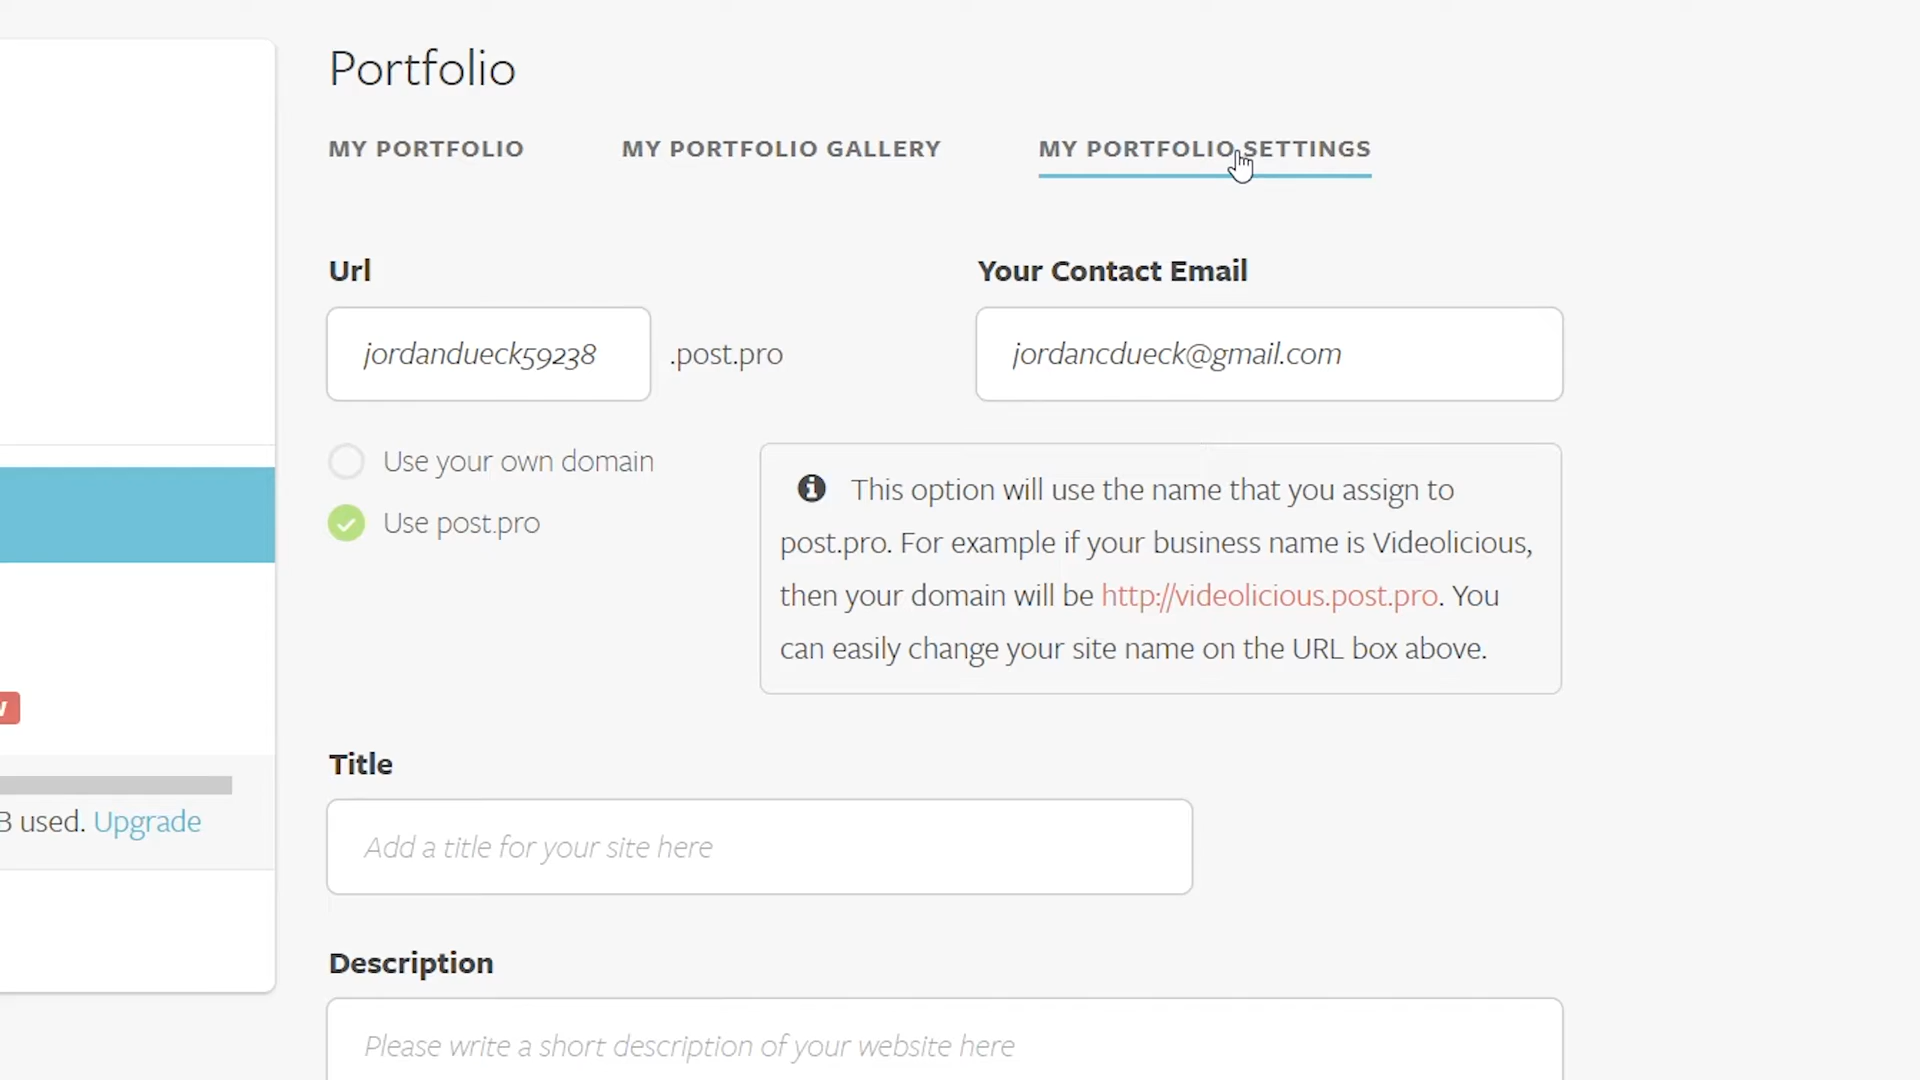 Portfolio
MY PORTFOLIO
MY PORTFOLIO GALLERY
MY PORTFOLIO SETTINGS
Url
jordandueck59238
.post.pro
Your Contact Email
jordancdueck@gmail.com
Use your own domain
Use post.pro
This option will use the name that you assign to
post.pro. For example if your business name is Videolicious,
then your domain will be http://videolicious.post.pro. You
can easily change your site name on the URL box above.
B used. Upgrade
Title
Add a title for your site here
Description
Please write a short description of your website here